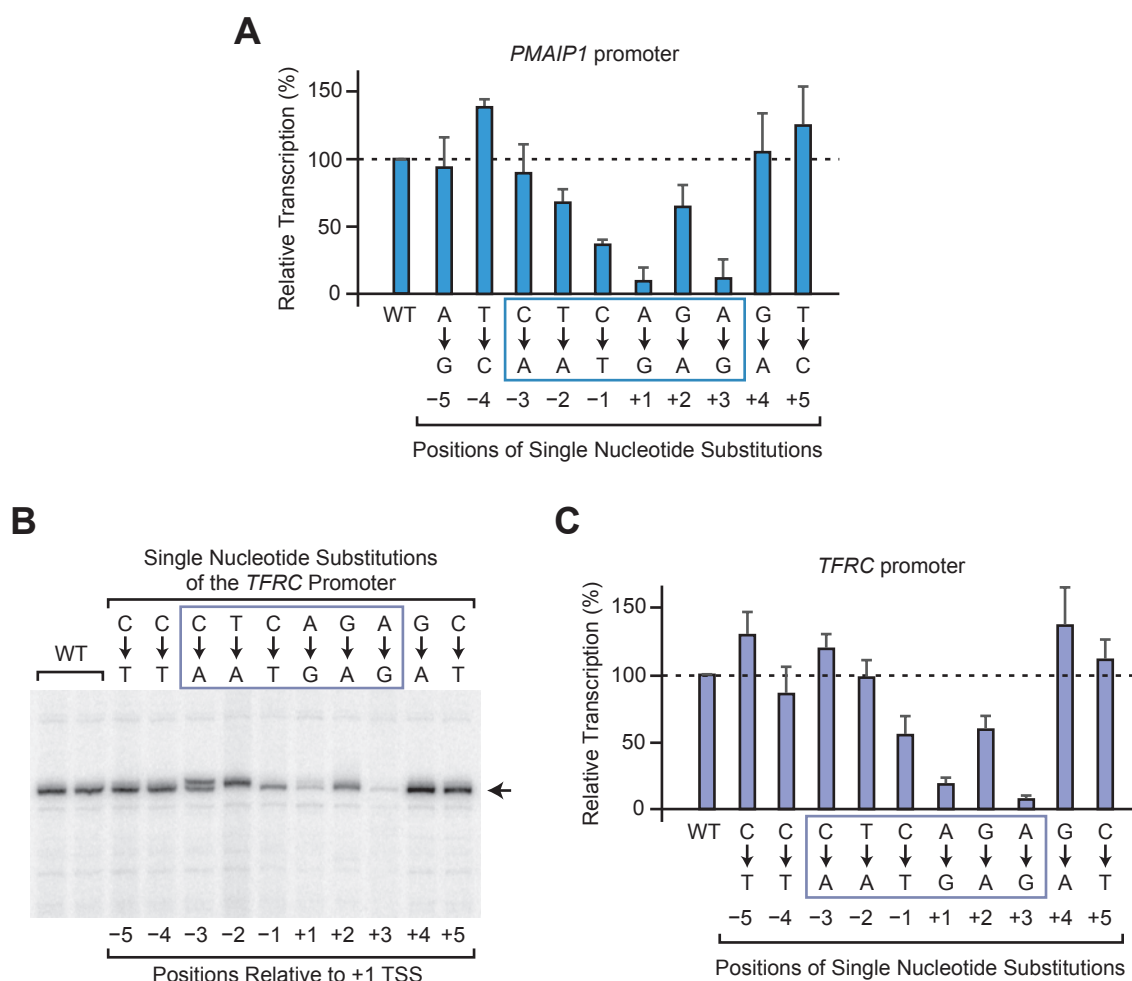 A
PMAIP1 promoter
Relative Transcription (%)
150
100
50
0
WT A T C T C A G A G T
G C A A T G A G A C
−5 −4 −3 −2 −1 +1 +2 +3 +4 +5
Positions of Single Nucleotide Substitutions
B
Single Nucleotide Substitutions
of the TFRC Promoter
C C C T C A G A G C
WT
T T A A T G A G A T
−5 −4 −3 −2 −1 +1 +2 +3 +4 +5
Positions Relative to +1 TSS
C
TFRC promoter
Relative Transcription (%)
150
100
50
0
WT C C C T C A G A G C
T T A A T G A G A T
−5 −4 −3 −2 −1 +1 +2 +3 +4 +5
Positions of Single Nucleotide Substitutions